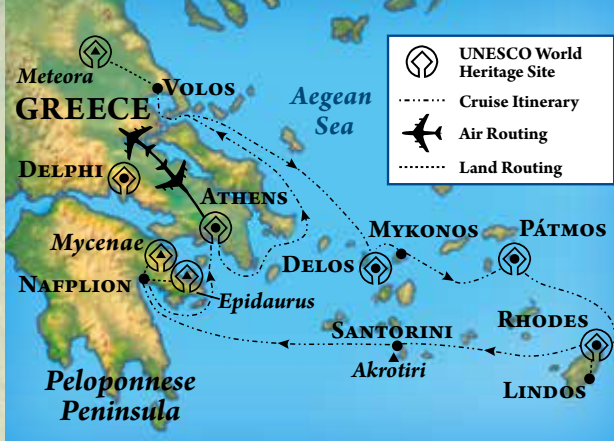 Meteora
VOLOS
GREECE
Aegean
Sea
DELPHI
ATHENS
Mycenae
NAFPLION
Epidaurus
MYKONOS
DELOS
PÁTMOS
RHODES
SANTORINI
Akrotiri
LINDOS
Peloponnese
Peninsula
UNESCO World
Heritage Site
Cruise Itinerary
Air Routing
Land Routing